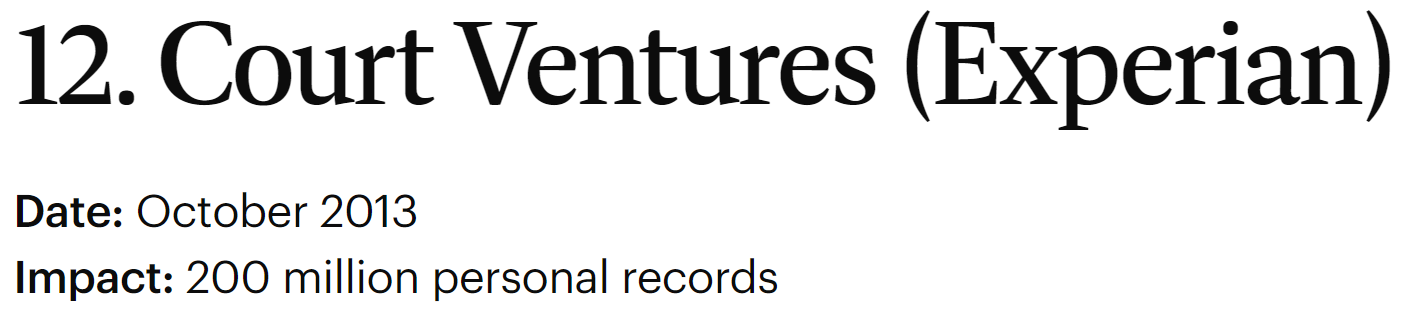 12. Court Ventures (Experian)
Date: October 2013
Impact: 200 million personal records